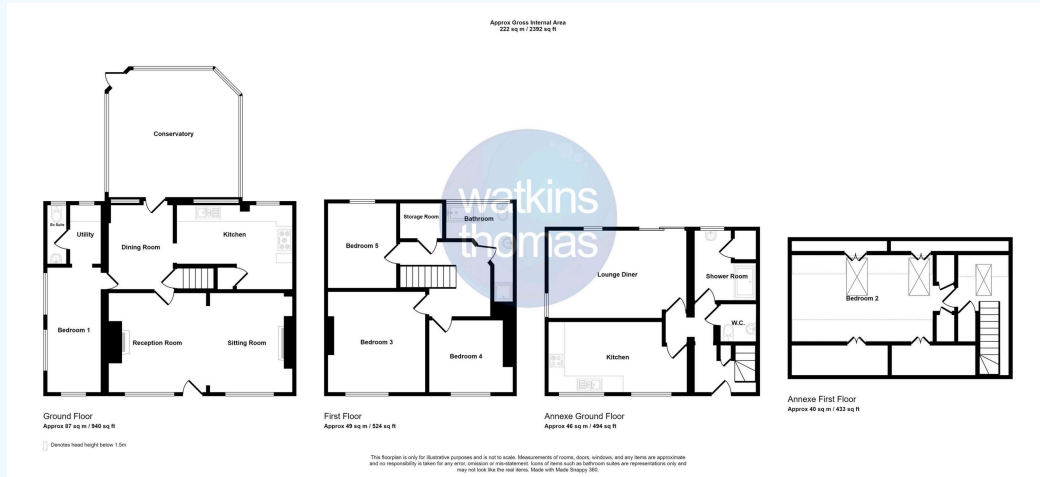 Approx Gross Internal Area
222 sq m / 2392 sq ft
Conservatory
En Suite
Utility
Dining Room
Kitchen
Bedroom 1
Reception Room
Sitting Room
Ground Floor
Approx 87 sq m / 940 sq ft
Denotes head height below 1.5m
watkins
thomas
Storage Room
Bathroom
Bedroom 5
Bedroom 3
Bedroom 4
First Floor
Approx 49 sq m / 524 sq ft
Lounge Diner
Shower Room
W.C.
Kitchen
Annexe Ground Floor
Approx 46 sq m / 494 sq ft
Bedroom 2
Annexe First Floor
Approx 40 sq m / 433 sq ft
This floorplan is only for illustrative purposes and is not to scale. Measurements of rooms, doors, windows, and any items are approximate
and no responsibility is taken for any error, omission or mis-statement. Icons of items such as bathroom suites are representations only and
may not look like the real items. Made with Made Snappy 360.